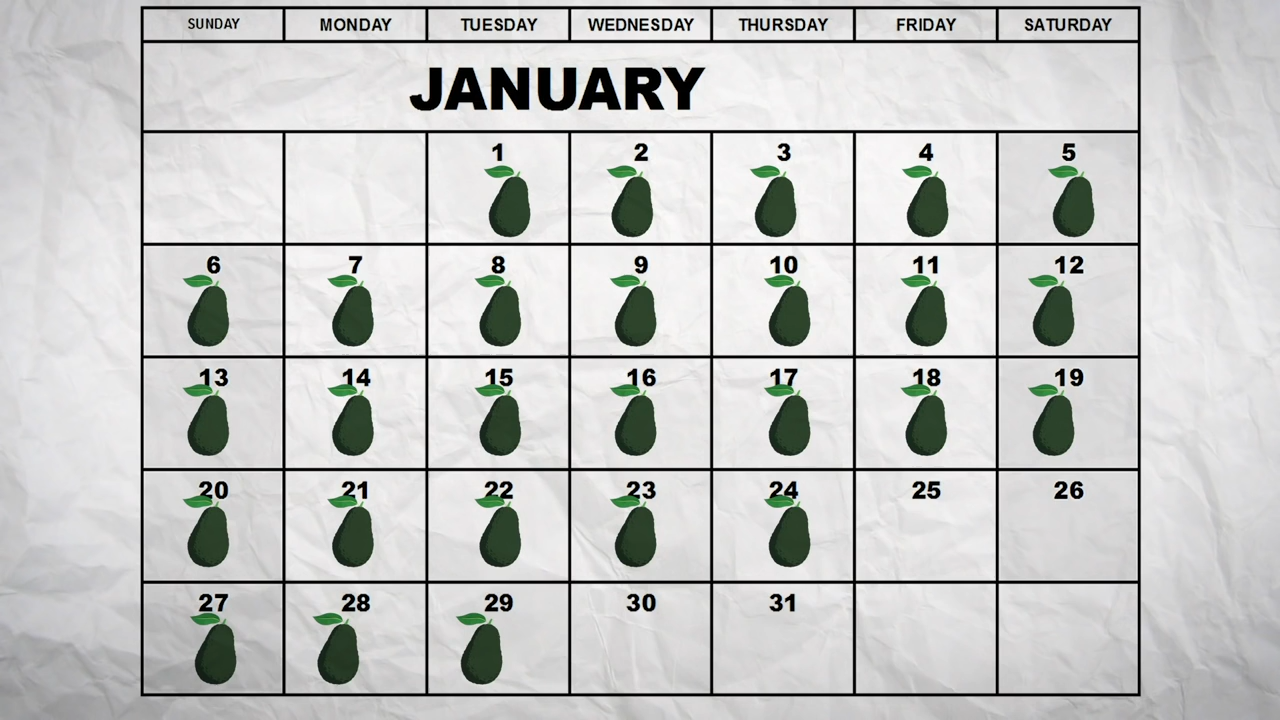 SUNDAY MONDAY TUESDAY WEDNESDAY THURSDAY FRIDAY SATURDAY
JANUARY
1 2 3 4 5
6 7 8 9 10 11 12
13 14 15 16 17 18 19
20 21 22 23 24 25 26
27 28 29 30 31